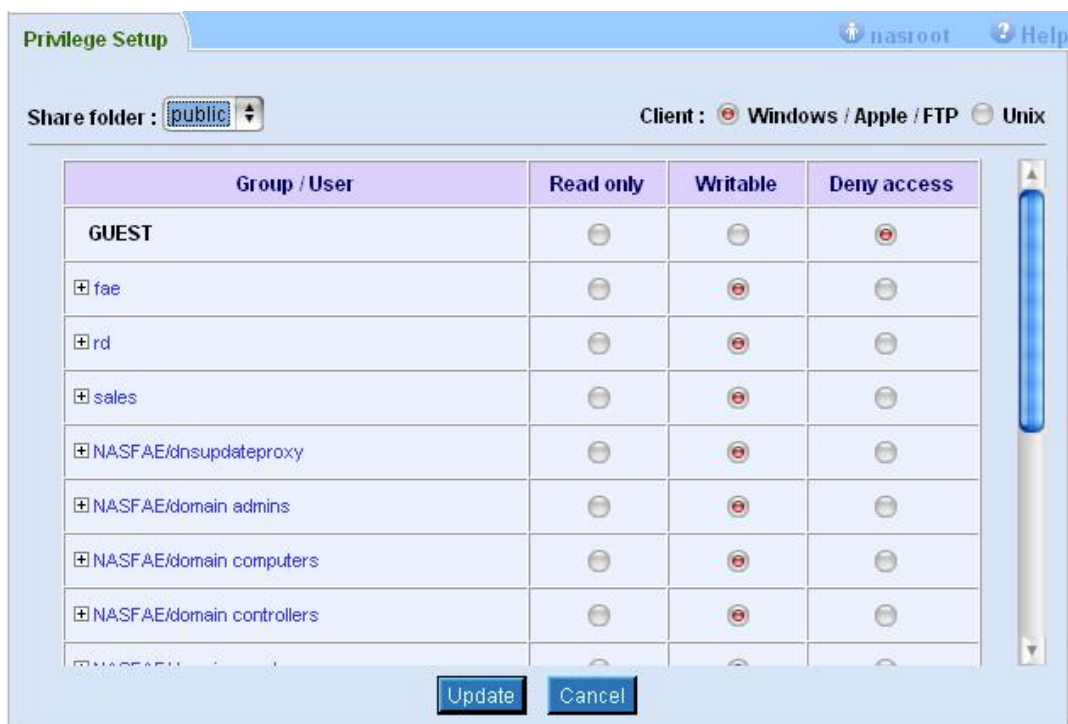 Privilege Setup
nasroot
Help
Share folder : public
Client : Windows / Apple / FTP Unix
Group / User Read only Writable Deny access
GUEST
fae
rd
sales
NASFAE/dnsupdateproxy
NASFAE/domain admins
NASFAE/domain computers
NASFAE/domain controllers
Update Cancel